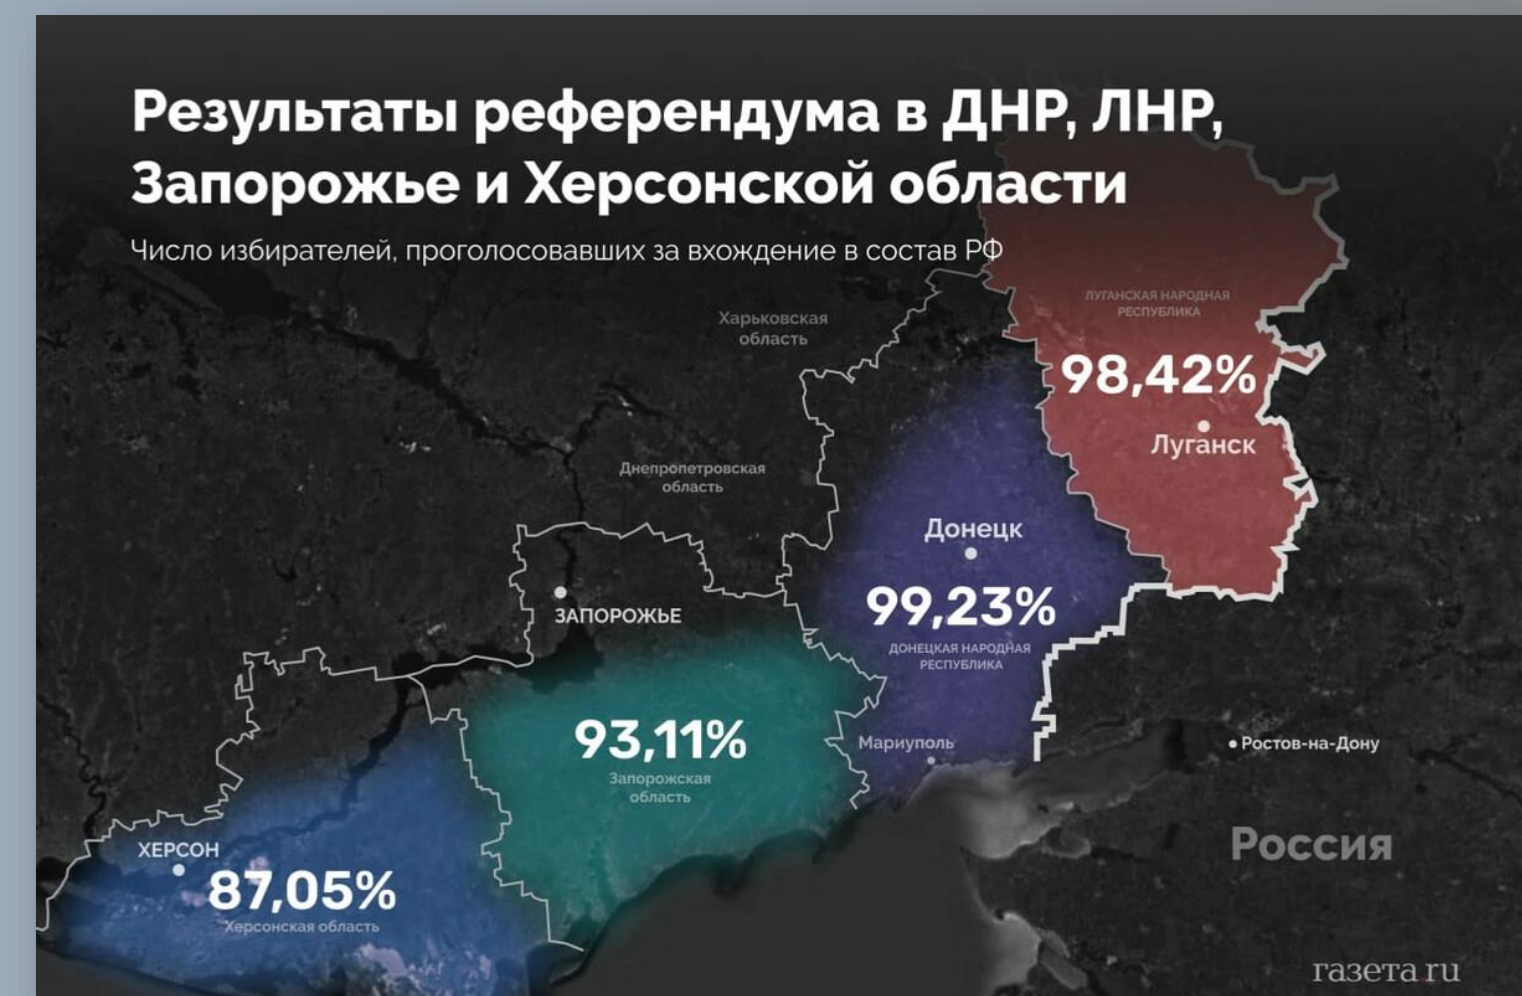 Результаты референдума в ДНР, ЛНР,
Запорожье и Херсонской области
Число избирателей, проголосовавших за вхождение в состав РФ
ЛУГАНСКАЯ НАРОДНАЯ
РЕСПУБЛИКА
Харьковская
область
98,42%
Луганск
Днепропетровская
область
Донецк
99,23%
ДОНЕЦКАЯ НАРОДНАЯ
РЕСПУБЛИКА
ЗАПОРОЖЬЕ
93,11%
Запорожская
область
Мариуполь
Ростов-на-Дону
Россия
ХЕРСОН
87,05%
Херсонская область
газета.ru